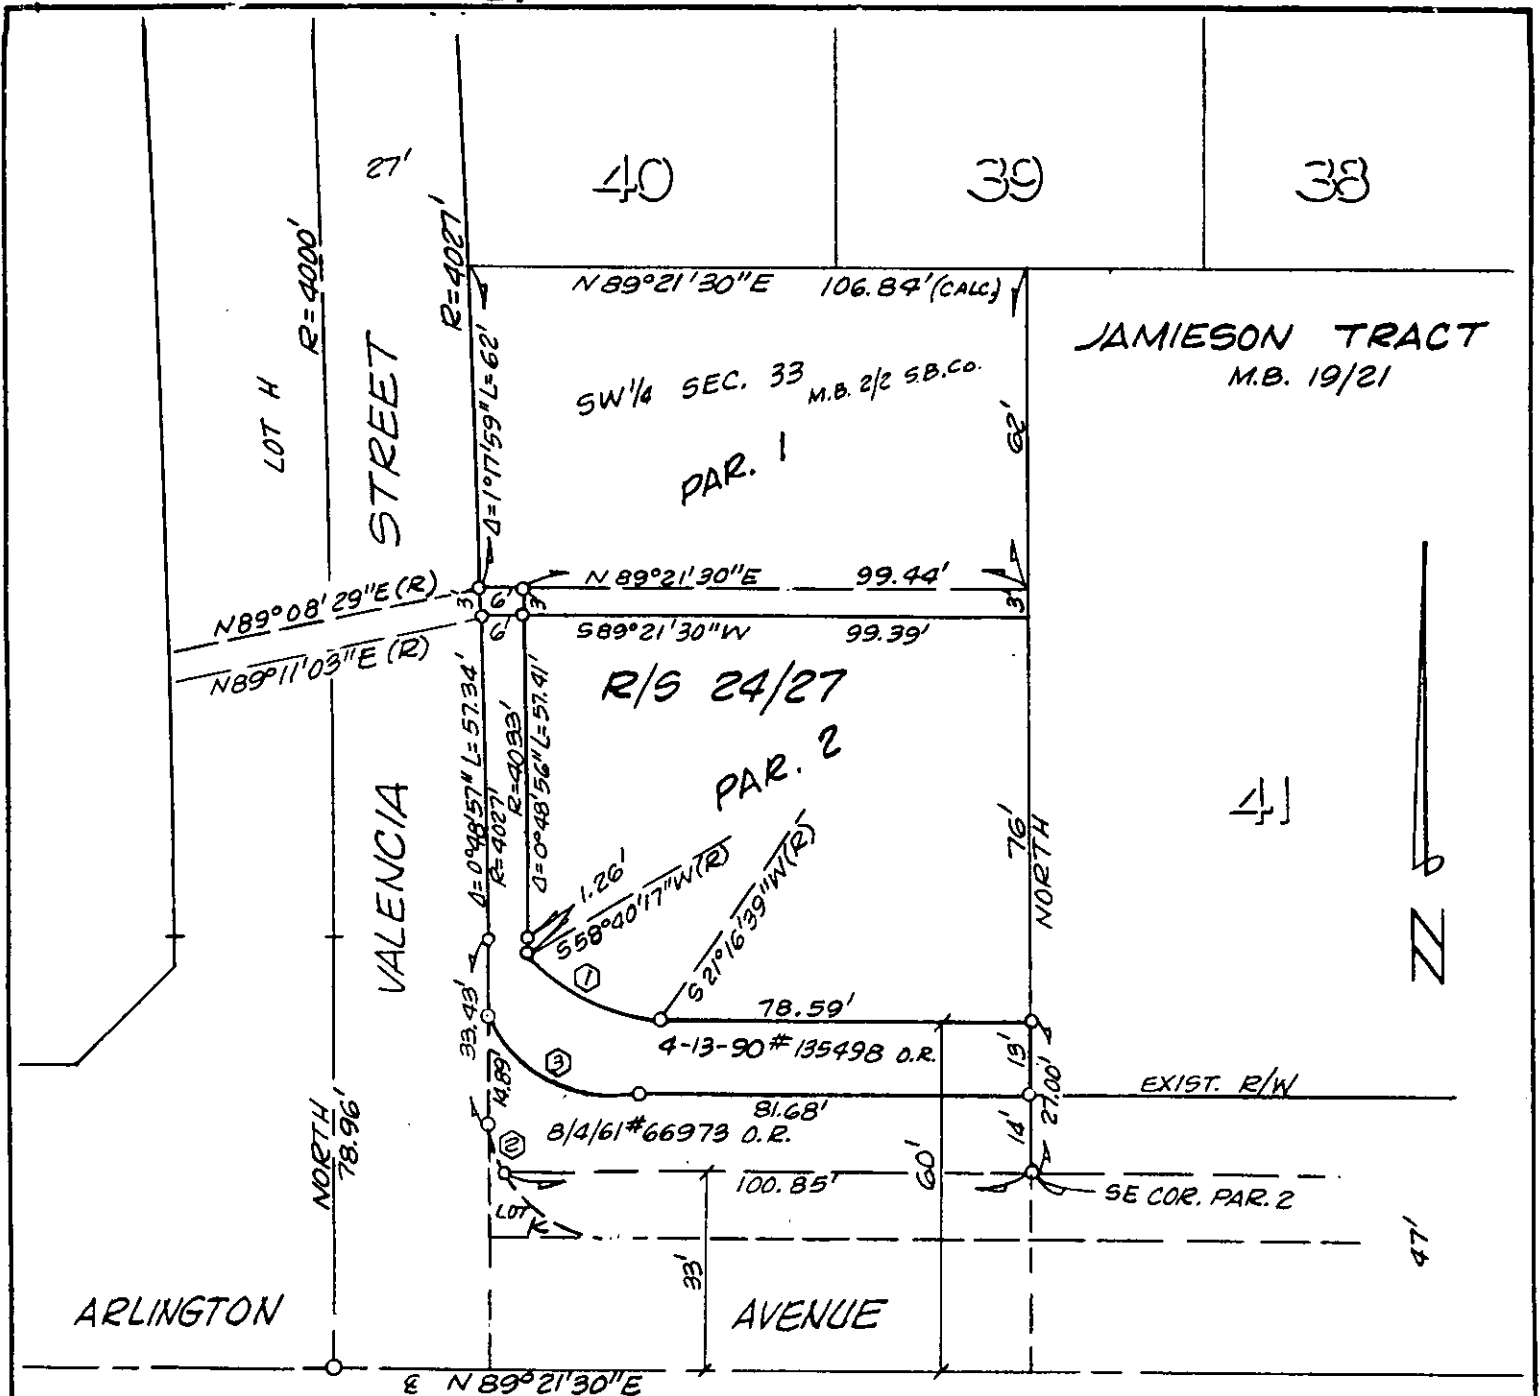 27'
40
39
38
LOT H
R=4000'
STREET
R=4027'
N89°21'30"E 106.84'(CALC.)
JAMIESON TRACT
M.B. 19/21
Δ=1°17'59" L=62'
SW¼ SEC. 33 M.B. 2/2 S.B.CO.
PAR. 1
62'
N89°08'29"E (R)
N89°11'03"E (R)
3'
6'
3'
N 89°21'30"E 99.44'
3'
6'
S89°21'30"W 99.39'
R/S 24/27
PAR. 2
Δ=0°48'57" L=57.34'
R=4027'
R=4033'
Δ=0°48'56" L=57.41'
VALENCIA
1.26'
S58°40'17"W(R)
S21°16'39"W(R)
76'
NORTH
41
N
1
78.59'
4-13-90 #135498 O.R.
13'
27.00'
33.43'
3
14.89'
81.68'
EXIST. R/W
8/4/61 #66973 O.R.
14'
NORTH
78.96'
2
100.85'
60'
SE COR. PAR. 2
LOT K
33'
47'
ARLINGTON AVENUE
N 89°21'30"E